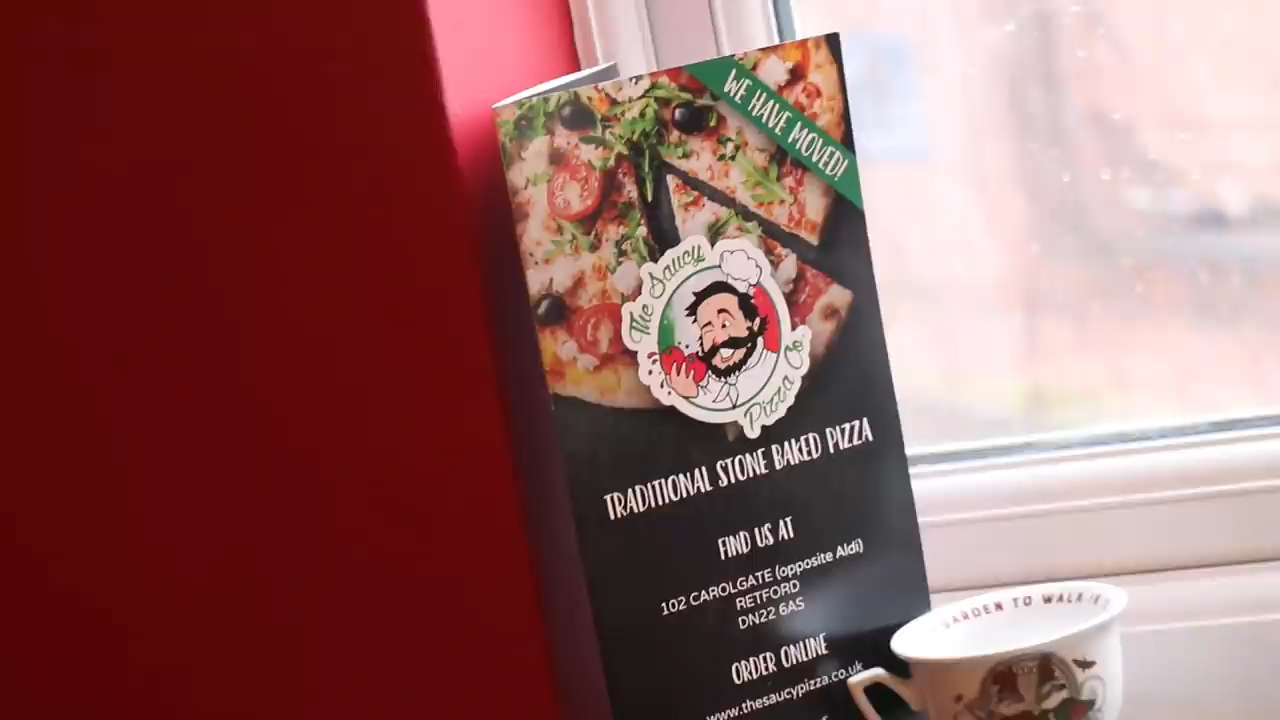 WE HAVE MOVED!
The Saucy
Pizza Co
TRADITIONAL STONE BAKED PIZZA
FIND US AT
102 CAROLGATE (opposite Aldi)
RETFORD
DN22 6AS
ORDER ONLINE
www.thesaucypizza.co.uk
GARDEN TO WALK